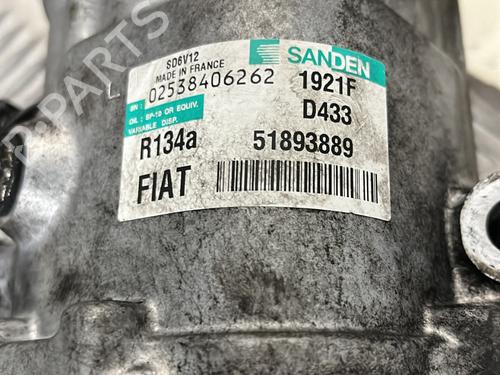 B-PARTS
SD6V12
MADE IN FRANCE
SANDEN
SN : 02538406262
1921F
OIL : SP-10 OR EQUIV.
VARIABLE DISP.
D433
R134a
51893889
FIAT